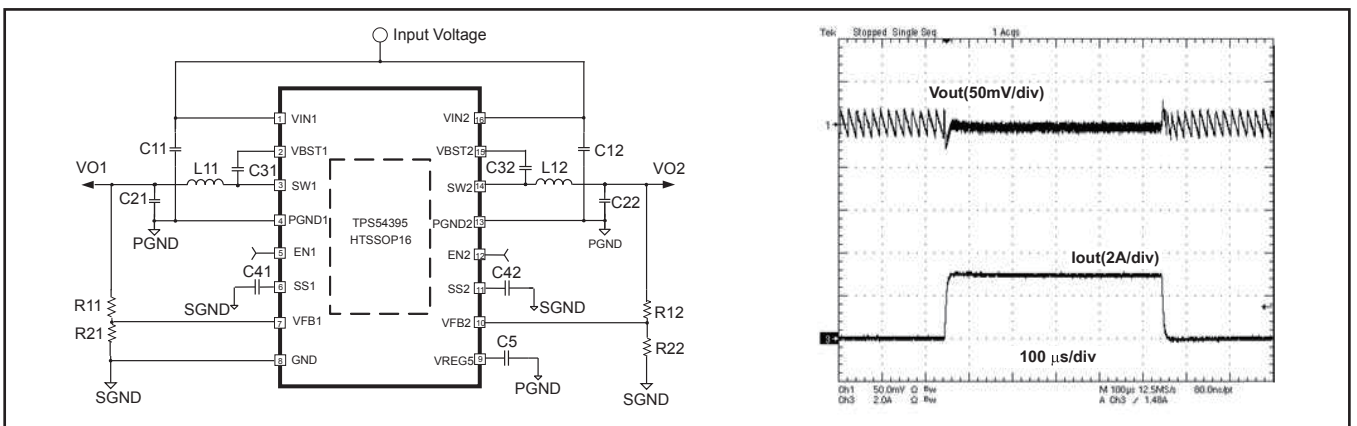 Input Voltage
1 VIN1
VIN2 16
C11
2 VBST1
VBST2 15
C12
VO1
L11
C31
C32
L12
VO2
3 SW1
SW2 14
C21
C22
4 PGND1
PGND2 13
PGND
PGND
TPS54395
HTSSOP16
5 EN1
EN2 12
C41
C42
6 SS1
SS2 11
SGND
SGND
R11
R12
7 VFB1
VFB2 10
R21
R22
C5
8 GND
VREG5 9
SGND
PGND
SGND
Tek Stopped Single Seq 1 Acqs
Vout(50mV/div)
1
Iout(2A/div)
3
100 µs/div
Ch1 50.0mV Ω Bw M 100µs 12.5MS/s 80.0ns/pt
Ch3 2.0A Ω Bw A Ch3 / 1.48A